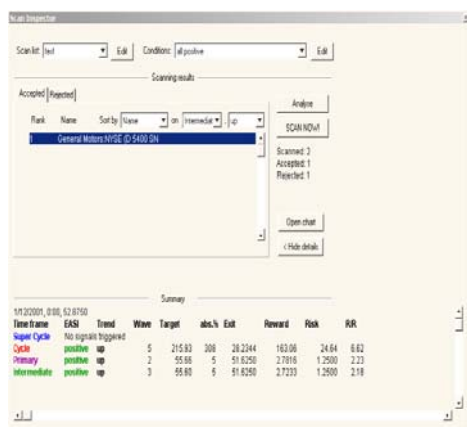 Scan Inspector
Scan list: test Edit Conditions: all positive Edit
Scanning results
Accepted Rejected
Analyse
Rank Name Sort by: Name on Intermediat up
SCAN NOW!
1 General Motors:NYSE (D 5400 SN
Scanned: 2
Accepted: 1
Rejected: 1
Open chart
< Hide details
Summary
1/12/2001, 0:00, 52.8750
Time frame EASI Trend Wave Target abs.% Exit Reward Risk R/R
Super Cycle No signals triggered
Cycle positive up 5 215.93 308 28.2344 163.06 24.64 6.62
Primary positive up 2 55.66 5 51.6250 2.7816 1.2500 2.23
Intermediate positive up 3 55.60 5 51.6250 2.7233 1.2500 2.18